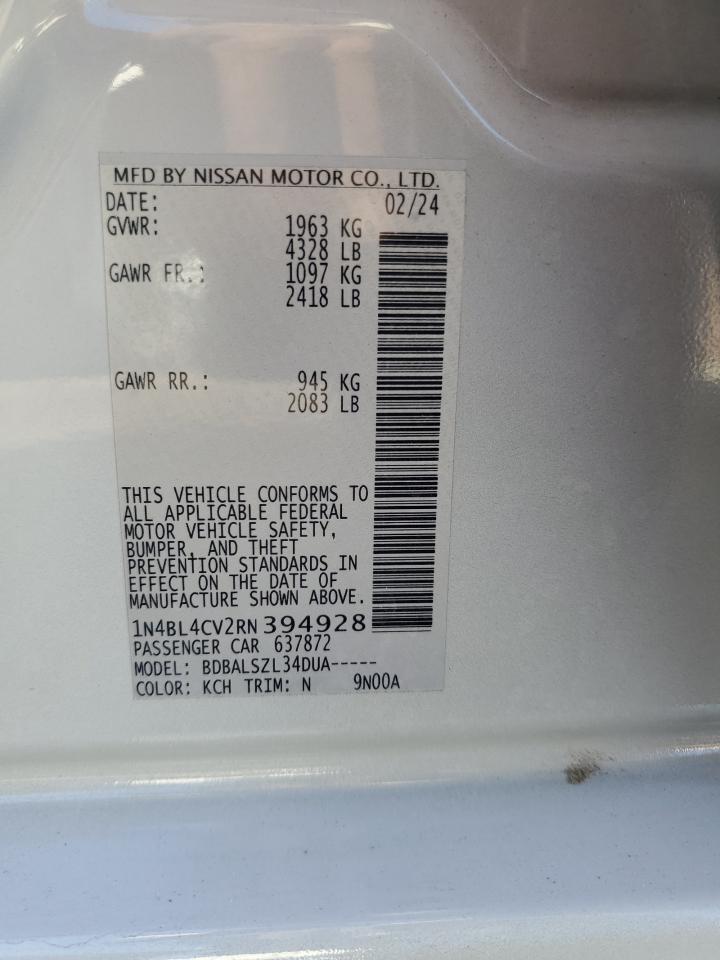 MFD BY NISSAN MOTOR CO., LTD.
DATE: 02/24
GVWR: 1963 KG
4328 LB
GAWR FR.: 1097 KG
2418 LB
GAWR RR.: 945 KG
2083 LB
THIS VEHICLE CONFORMS TO
ALL APPLICABLE FEDERAL
MOTOR VEHICLE SAFETY,
BUMPER, AND THEFT
PREVENTION STANDARDS IN
EFFECT ON THE DATE OF
MANUFACTURE SHOWN ABOVE.
1N4BL4CV2RN394928
PASSENGER CAR 637872
MODEL: BDBALSZL34DUA-----
COLOR: KCH TRIM: N 9N00A